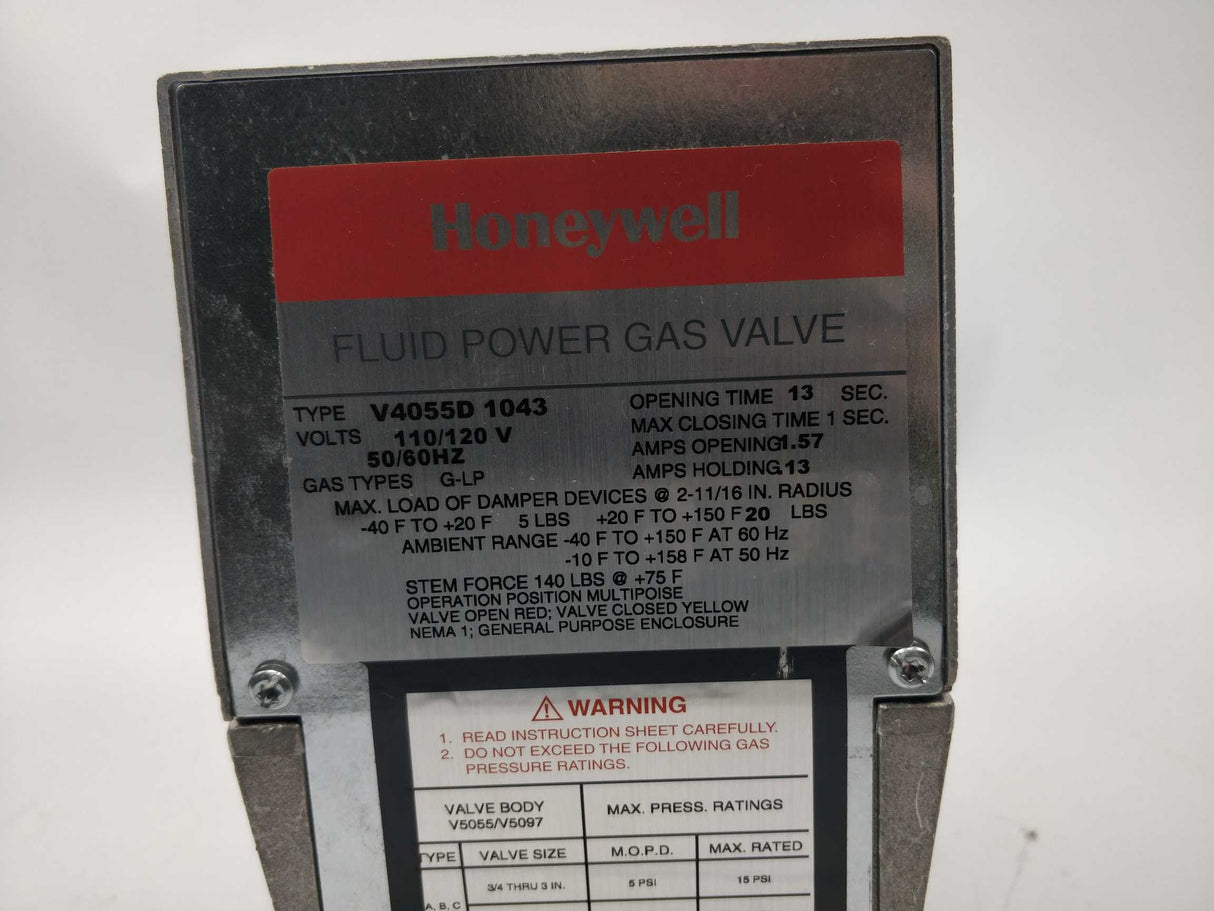 Honeywell
FLUID POWER GAS VALVE
TYPE V4055D 1043
VOLTS 110/120 V
50/60HZ
GAS TYPES G-LP
OPENING TIME 13 SEC.
MAX CLOSING TIME 1 SEC.
AMPS OPENING 1.57
AMPS HOLDING .13
MAX. LOAD OF DAMPER DEVICES @ 2-11/16 IN. RADIUS
-40 F TO +20 F 5 LBS +20 F TO +150 F 20 LBS
AMBIENT RANGE -40 F TO +150 F AT 60 Hz
-10 F TO +158 F AT 50 Hz
STEM FORCE 140 LBS @ +75 F
OPERATION POSITION MULTIPOISE
VALVE OPEN RED; VALVE CLOSED YELLOW
NEMA 1; GENERAL PURPOSE ENCLOSURE
WARNING
1. READ INSTRUCTION SHEET CAREFULLY.
2. DO NOT EXCEED THE FOLLOWING GAS
PRESSURE RATINGS.
VALVE BODY
V5055/V5097
MAX. PRESS. RATINGS
TYPE VALVE SIZE M.O.P.D. MAX. RATED
3/4 THRU 3 IN. 5 PSI 15 PSI
A, B, C